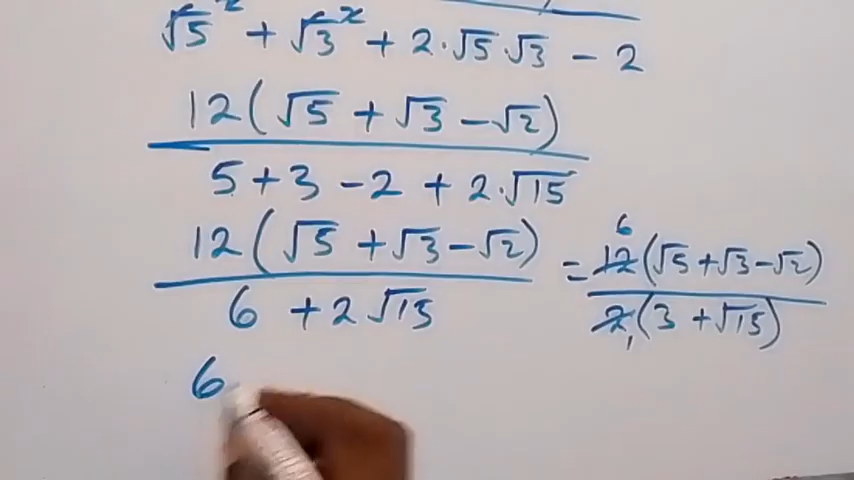 √5² + √3² + 2·√5·√3 - 2
12(√5 + √3 - √2)
5 + 3 - 2 + 2·√15
12(√5 + √3 - √2)
6 + 2√15
= 12 6 (√5 + √3 - √2)
2 1 (3 + √15)
6